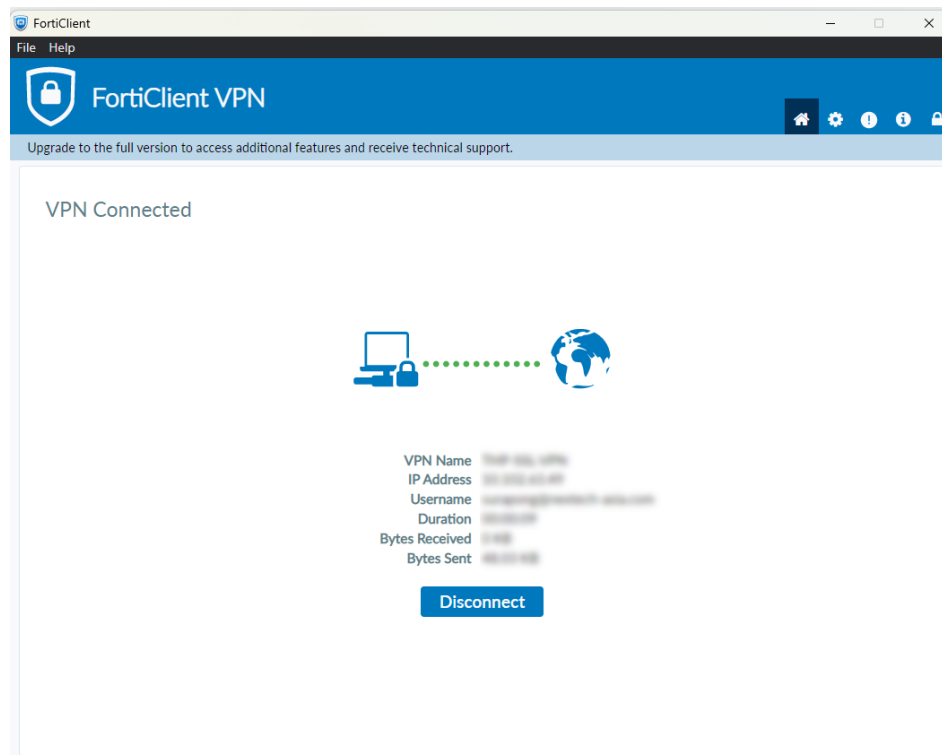 FortiClient
File Help
FortiClient VPN
Upgrade to the full version to access additional features and receive technical support.
VPN Connected
VPN Name
IP Address
Username
Duration
Bytes Received
Bytes Sent
Disconnect